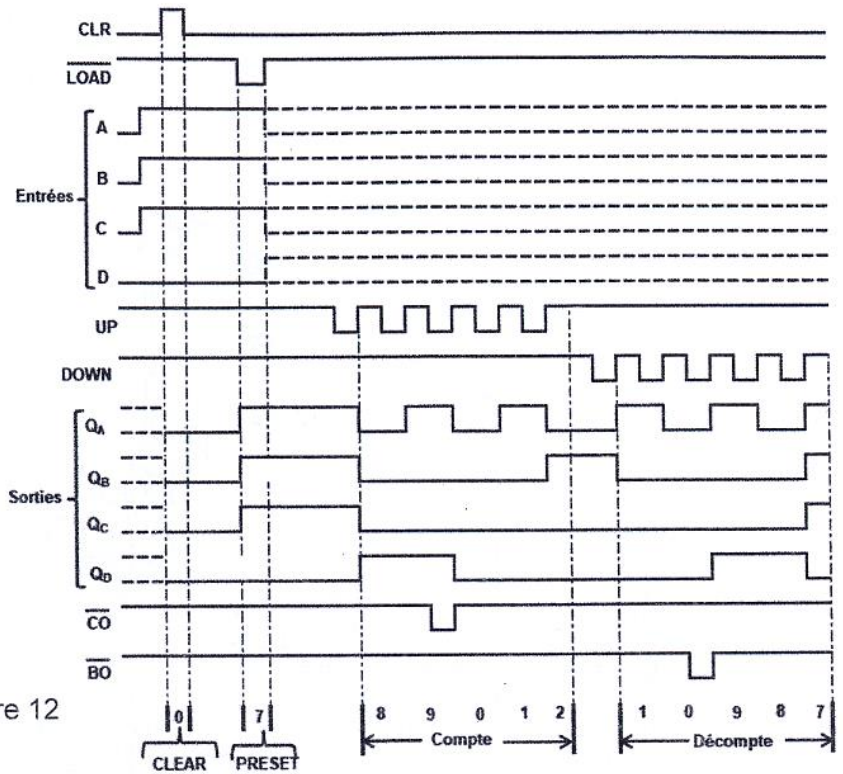 CLR
LOAD
A
B
Entrées
C
D
UP
DOWN
QA
QB
Sorties
QC
QD
CO
BO
re 12
0 7 8 9 0 1 2 1 0 9 8 7
Compte Décompte
CLEAR PRESET